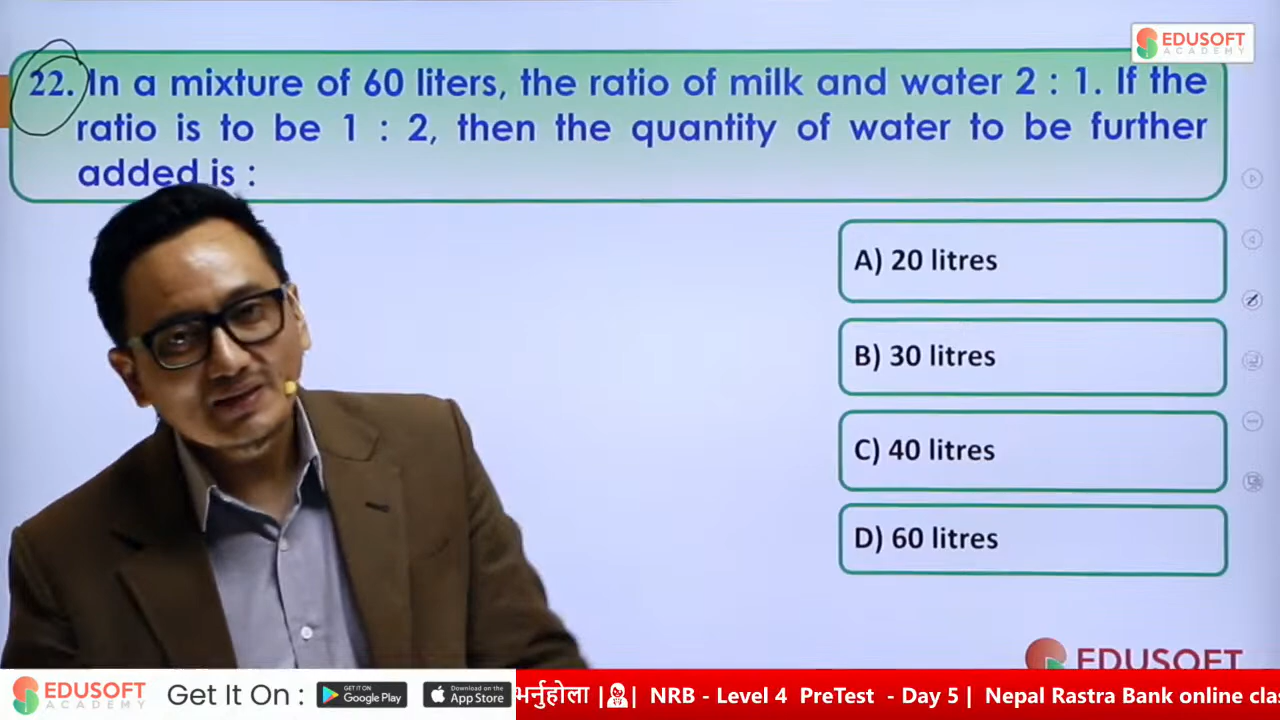 EDUSOFT
ACADEMY
22. In a mixture of 60 liters, the ratio of milk and water 2 : 1. If the
ratio is to be 1 : 2, then the quantity of water to be further
added is :
A) 20 litres
B) 30 litres
C) 40 litres
D) 60 litres
EDUSOFT
EDUSOFT
ACADEMY
Get It On :
GET IT ON
Google Play
Download on the
App Store
भर्नुहोला | | NRB - Level 4 PreTest - Day 5 | Nepal Rastra Bank online clas